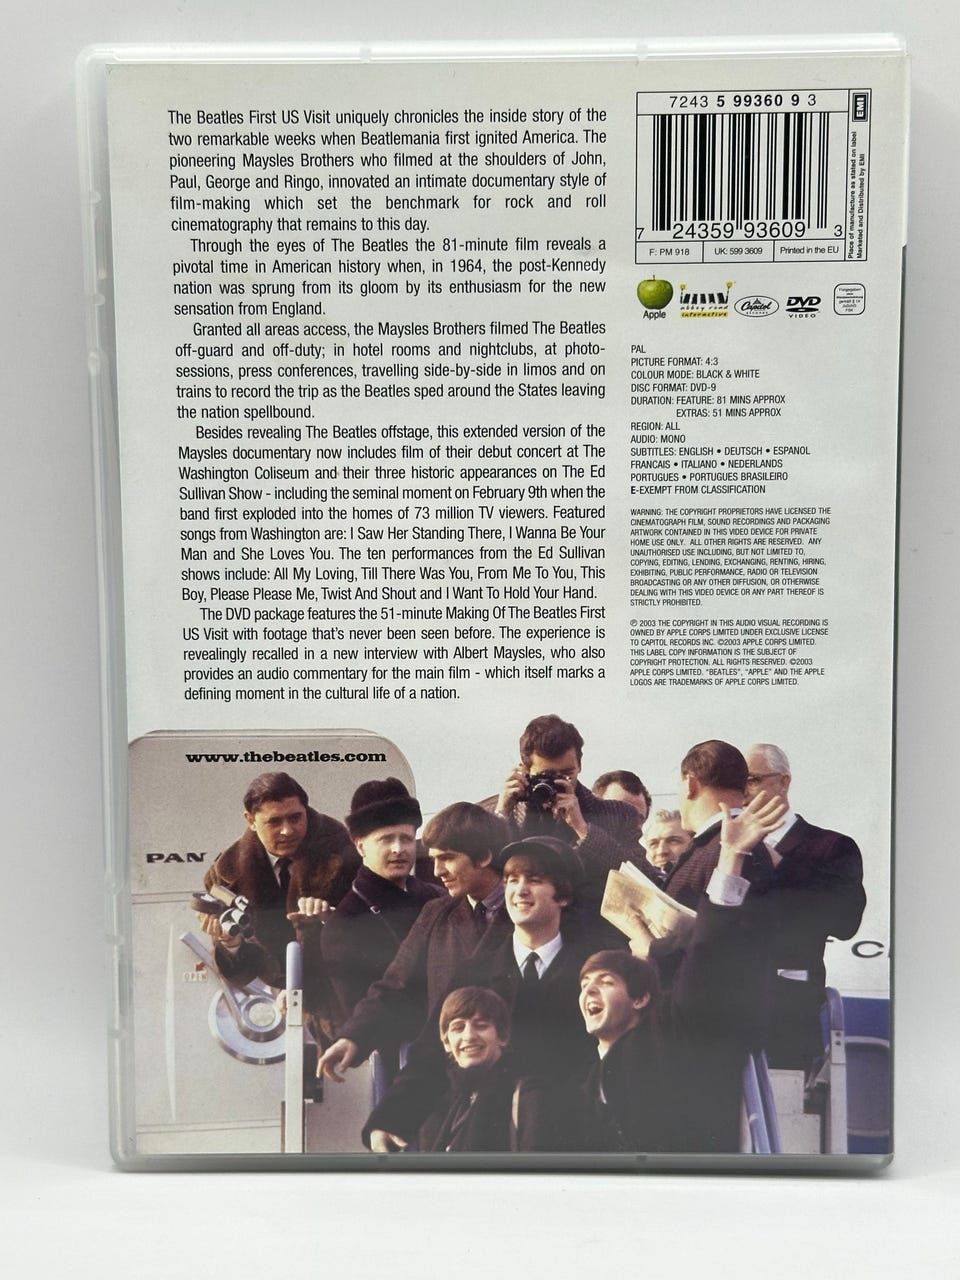 The Beatles First US Visit uniquely chronicles the inside story of the
two remarkable weeks when Beatlemania first ignited America. The
pioneering Maysles Brothers who filmed at the shoulders of John,
Paul, George and Ringo, innovated an intimate documentary style of
film-making which set the benchmark for rock and roll
cinematography that remains to this day.
Through the eyes of The Beatles the 81-minute film reveals a
pivotal time in American history when, in 1964, the post-Kennedy
nation was sprung from its gloom by its enthusiasm for the new
sensation from England.
Granted all areas access, the Maysles Brothers filmed The Beatles
off-guard and off-duty; in hotel rooms and nightclubs, at photo-
sessions, press conferences, travelling side-by-side in limos and on
trains to record the trip as the Beatles sped around the States leaving
the nation spellbound.
Besides revealing The Beatles offstage, this extended version of the
Maysles documentary now includes film of their debut concert at The
Washington Coliseum and their three historic appearances on The Ed
Sullivan Show - including the seminal moment on February 9th when the
band first exploded into the homes of 73 million TV viewers. Featured
songs from Washington are: I Saw Her Standing There, I Wanna Be Your
Man and She Loves You. The ten performances from the Ed Sullivan
shows include: All My Loving, Till There Was You, From Me To You, This
Boy, Please Please Me, Twist And Shout and I Want To Hold Your Hand.
The DVD package features the 51-minute Making Of The Beatles First
US Visit with footage that's never been seen before. The experience is
revealingly recalled in a new interview with Albert Maysles, who also
provides an audio commentary for the main film - which itself marks a
defining moment in the cultural life of a nation.
7243 5 99360 9 3
7 24359 93609 3
F: PM 918 UK: 599 3609 Printed in the EU
EMI
Place of manufacture as stated on label
Marketed and Distributed by EMI
Apple
abbey road
interactive
Capitol
RECORDS
DVD
VIDEO
Freigegeben
gemäß § 14
JuSchG
FSK
PAL
PICTURE FORMAT: 4:3
COLOUR MODE: BLACK & WHITE
DISC FORMAT: DVD-9
DURATION: FEATURE: 81 MINS APPROX
EXTRAS: 51 MINS APPROX
REGION: ALL
AUDIO: MONO
SUBTITLES: ENGLISH • DEUTSCH • ESPANOL
FRANCAIS • ITALIANO • NEDERLANDS
PORTUGUES • PORTUGUES BRASILEIRO
E-EXEMPT FROM CLASSIFICATION
WARNING: THE COPYRIGHT PROPRIETORS HAVE LICENSED THE
CINEMATOGRAPH FILM, SOUND RECORDINGS AND PACKAGING
ARTWORK CONTAINED IN THIS VIDEO DEVICE FOR PRIVATE
HOME USE ONLY. ALL OTHER RIGHTS ARE RESERVED. ANY
UNAUTHORISED USE INCLUDING, BUT NOT LIMITED TO,
COPYING, EDITING, LENDING, EXCHANGING, RENTING, HIRING,
EXHIBITING, PUBLIC PERFORMANCE, RADIO OR TELEVISION
BROADCASTING OR ANY OTHER DIFFUSION, OR OTHERWISE
DEALING WITH THIS VIDEO DEVICE OR ANY PART THEREOF IS
STRICTLY PROHIBITED.
℗ 2003 THE COPYRIGHT IN THIS AUDIO VISUAL RECORDING IS
OWNED BY APPLE CORPS LIMITED UNDER EXCLUSIVE LICENSE
TO CAPITOL RECORDS INC. ©2003 APPLE CORPS LIMITED.
THIS LABEL COPY INFORMATION IS THE SUBJECT OF
COPYRIGHT PROTECTION. ALL RIGHTS RESERVED. ©2003
APPLE CORPS LIMITED. "BEATLES", "APPLE" AND THE APPLE
LOGOS ARE TRADEMARKS OF APPLE CORPS LIMITED.
www.thebeatles.com
PAN
OPEN